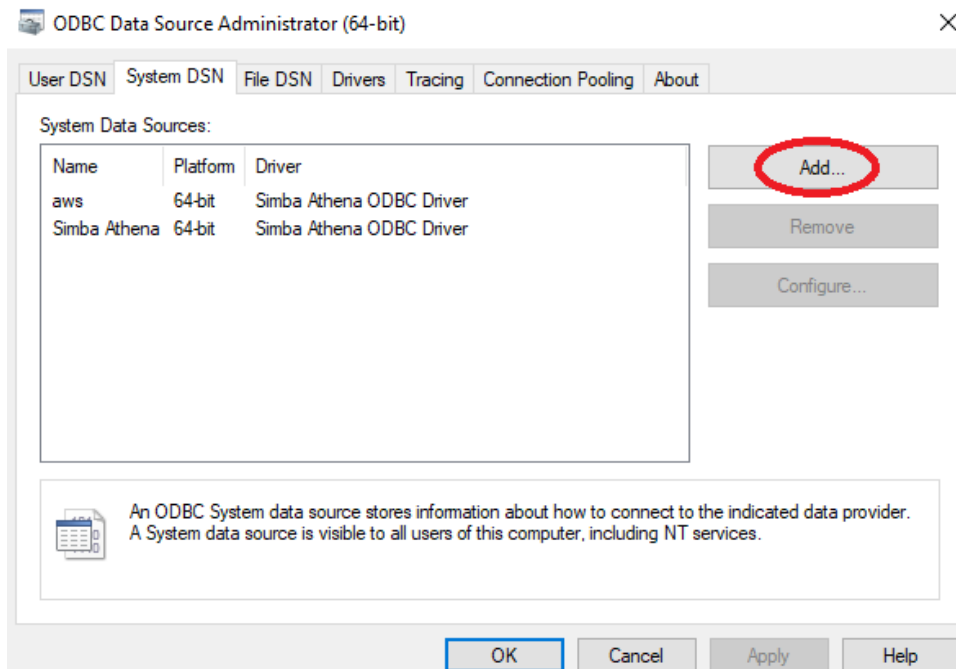 ODBC Data Source Administrator (64-bit)
User DSN System DSN File DSN Drivers Tracing Connection Pooling About
System Data Sources:
Name Platform Driver
aws 64-bit Simba Athena ODBC Driver
Simba Athena 64-bit Simba Athena ODBC Driver
Add...
Remove
Configure...
An ODBC System data source stores information about how to connect to the indicated data provider.
A System data source is visible to all users of this computer, including NT services.
OK Cancel Apply Help